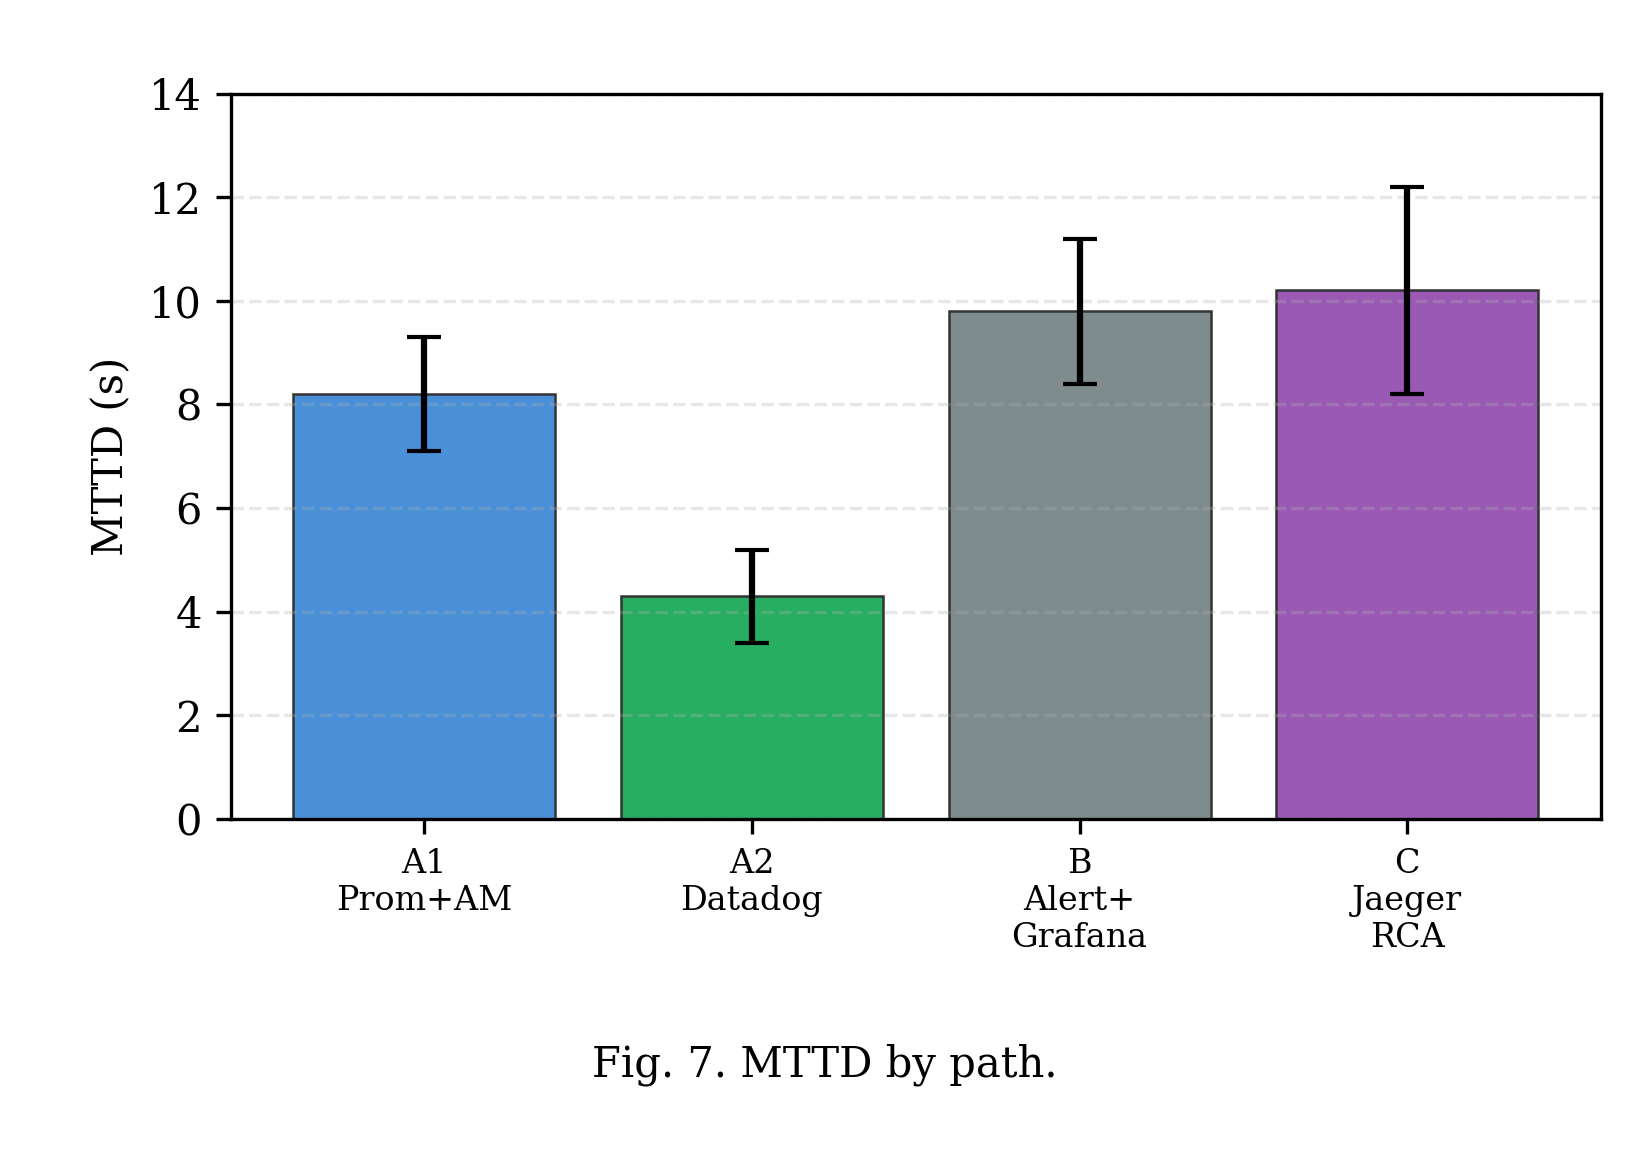 14
12
10
8
6
4
2
0
MTTD (s)
A1
Prom+AM
A2
Datadog
B
Alert+
Grafana
C
Jaeger
RCA
Fig. 7. MTTD by path.